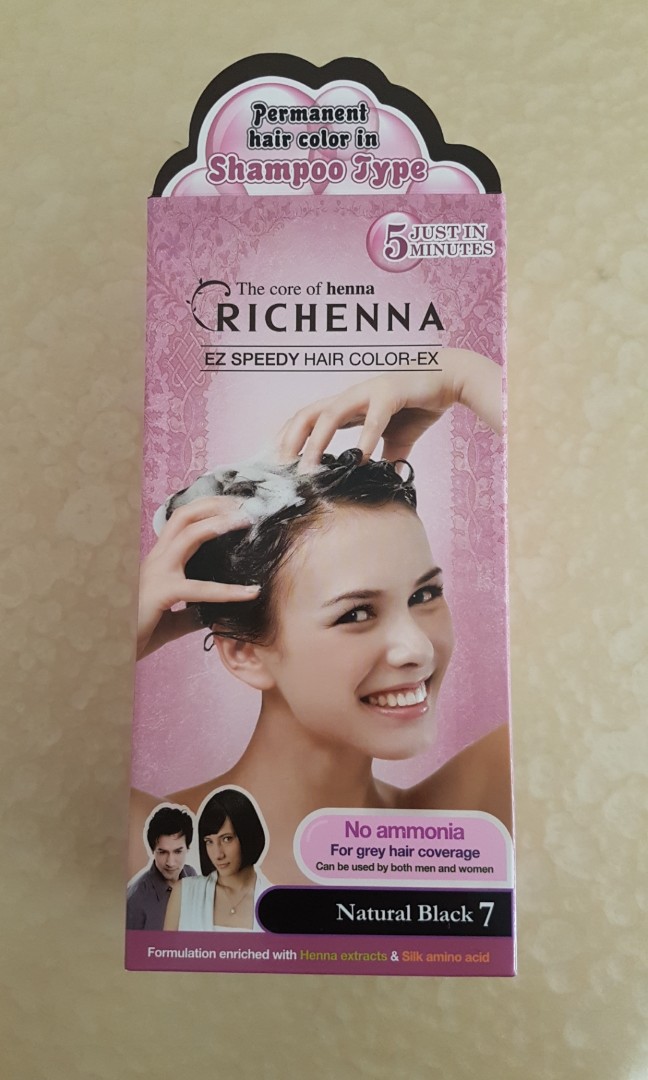 Permanent
hair color in
Shampoo Type
5 JUST IN
MINUTES
The core of henna
RICHENNA
EZ SPEEDY HAIR COLOR-EX
No ammonia
For grey hair coverage
Can be used by both men and women
Natural Black 7
Formulation enriched with Henna extracts & Silk amino acid